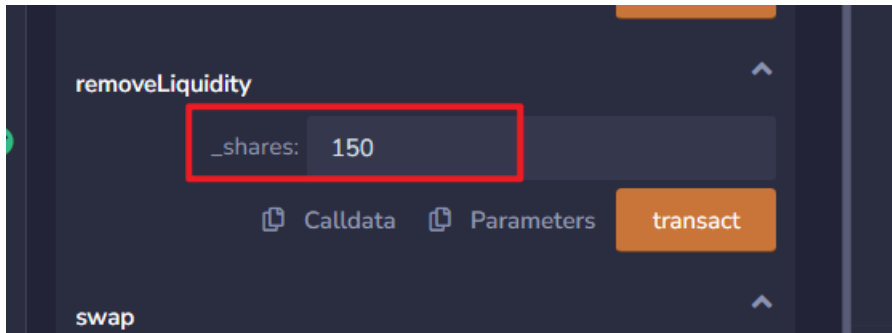 removeLiquidity
_shares: 150
Calldata Parameters transact
swap